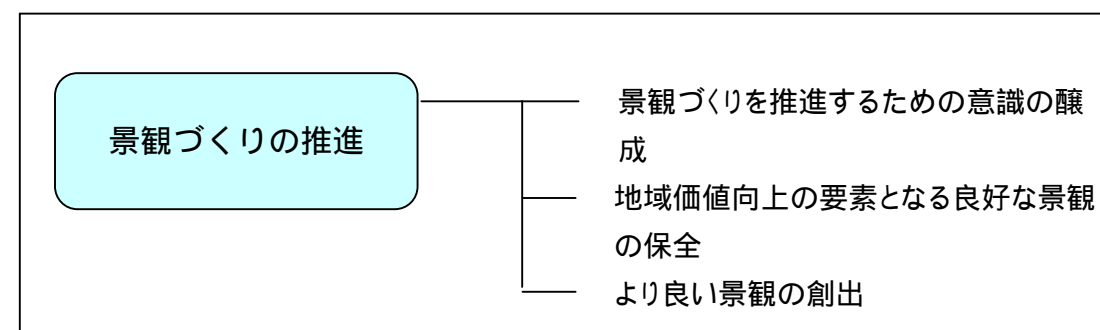 景観づくりの推進
景観づくりを推進するための意識の醸
成
地域価値向上の要素となる良好な景観
の保全
より良い景観の創出